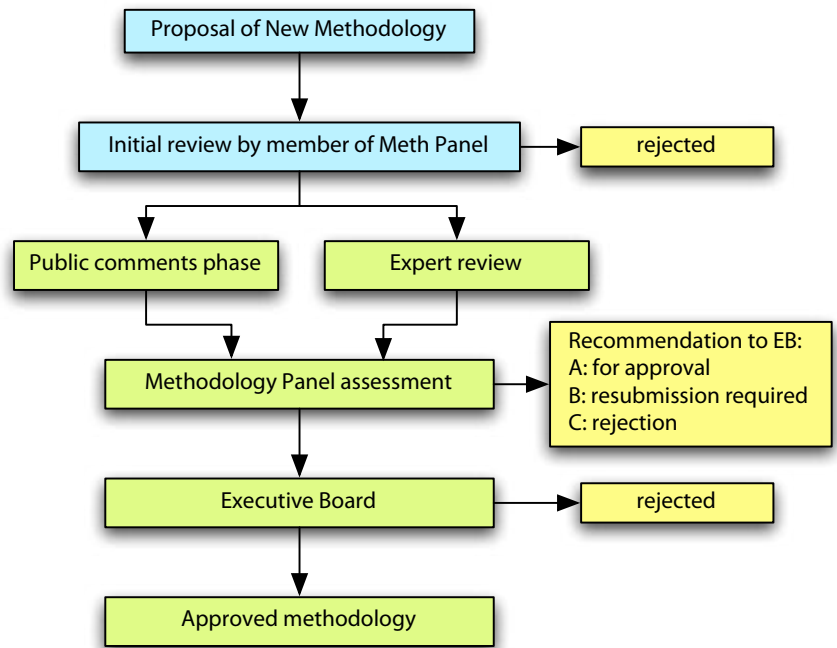 Proposal of New Methodology
Initial review by member of Meth Panel
rejected
Public comments phase
Expert review
Methodology Panel assessment
Recommendation to EB:
A: for approval
B: resubmission required
C: rejection
Executive Board
rejected
Approved methodology